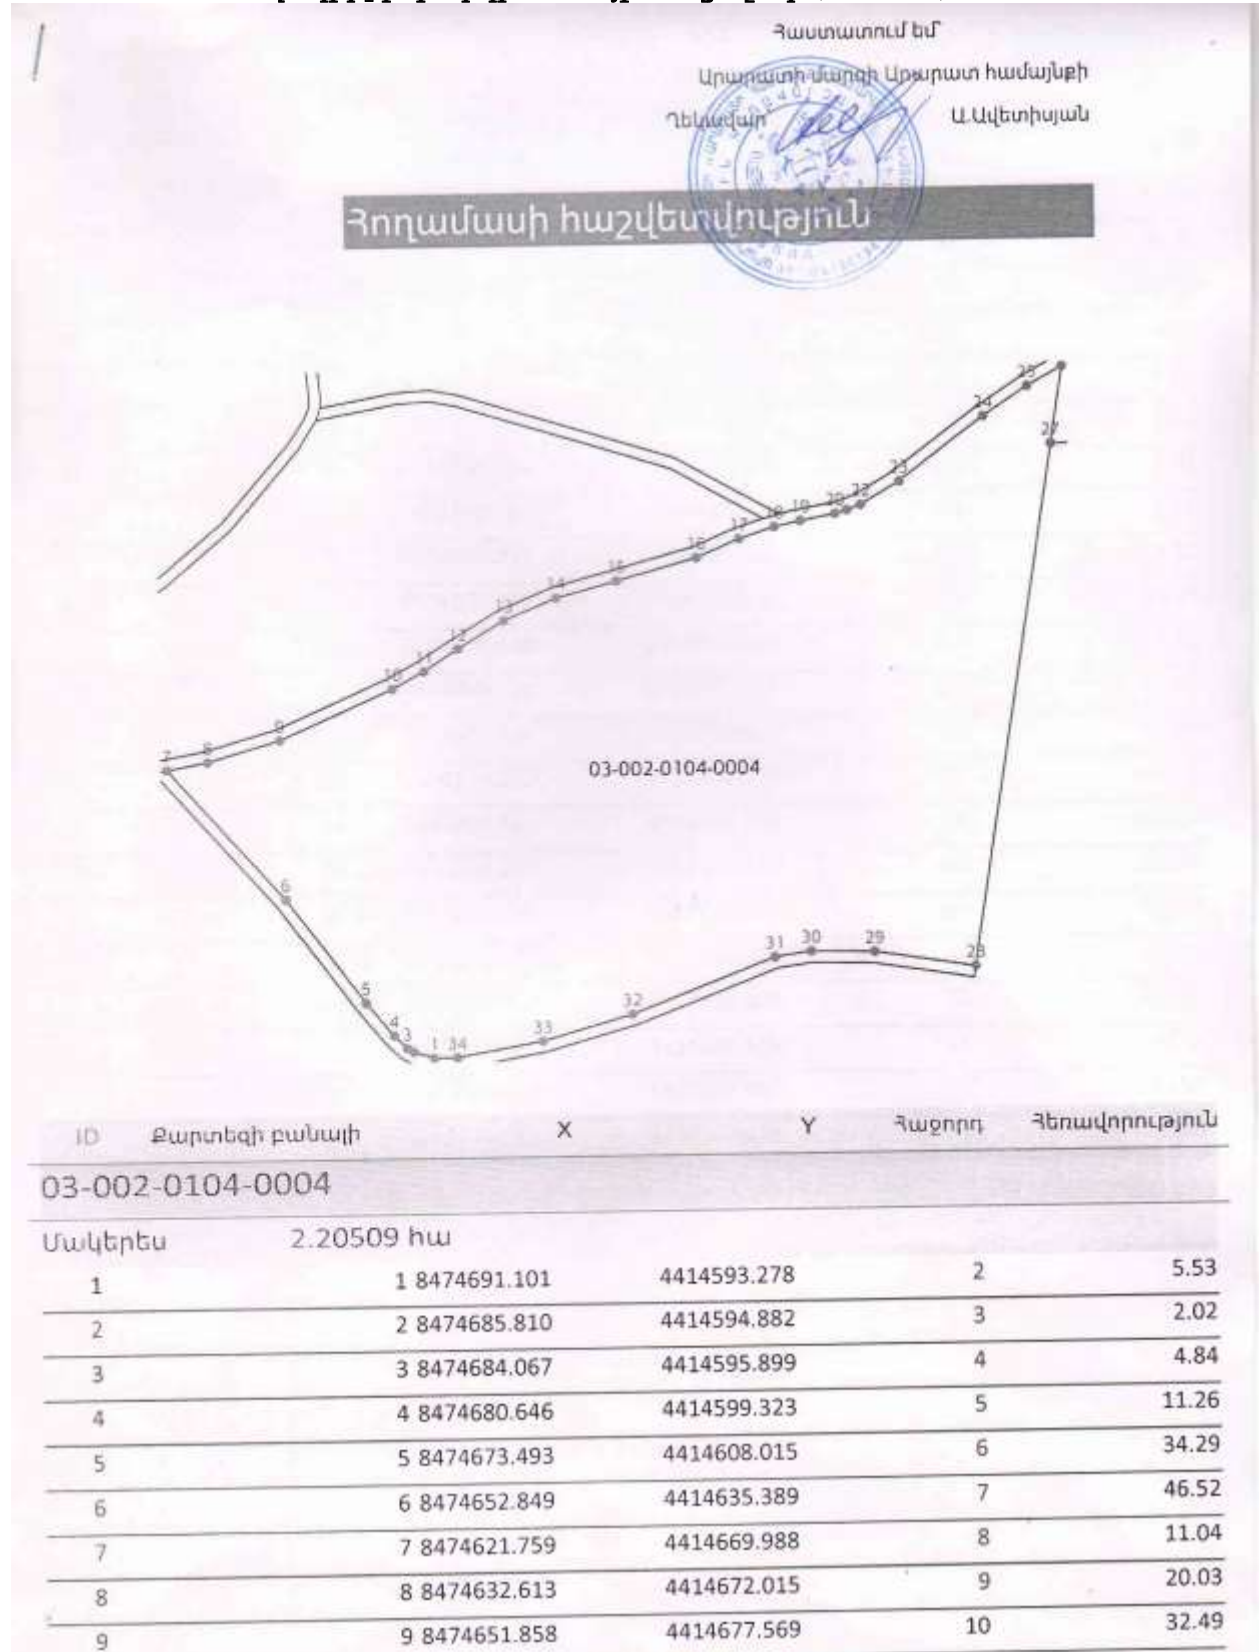 Հաստատում եմ՝
Արարատի մարզի Արարատ համայնքի
Ղեկավար Ա.Ավետիսյան
Հողամասի հաշվետվություն
25
24
27
23
22
20
19
18
17
16
15
14
13
12
11
10
9
8
7
03-002-0104-0004
6
31 30 29 28
5
32
4
33
3
1 34
ID Քարտեզի բանալի X Y Հաջորդ Հեռավորություն
03-002-0104-0004
Մակերես 2.20509 հա
1 1 8474691.101 4414593.278 2 5.53
2 2 8474685.810 4414594.882 3 2.02
3 3 8474684.067 4414595.899 4 4.84
4 4 8474680.646 4414599.323 5 11.26
5 5 8474673.493 4414608.015 6 34.29
6 6 8474652.849 4414635.389 7 46.52
7 7 8474621.759 4414669.988 8 11.04
8 8 8474632.613 4414672.015 9 20.03
9 9 8474651.858 4414677.569 10 32.49